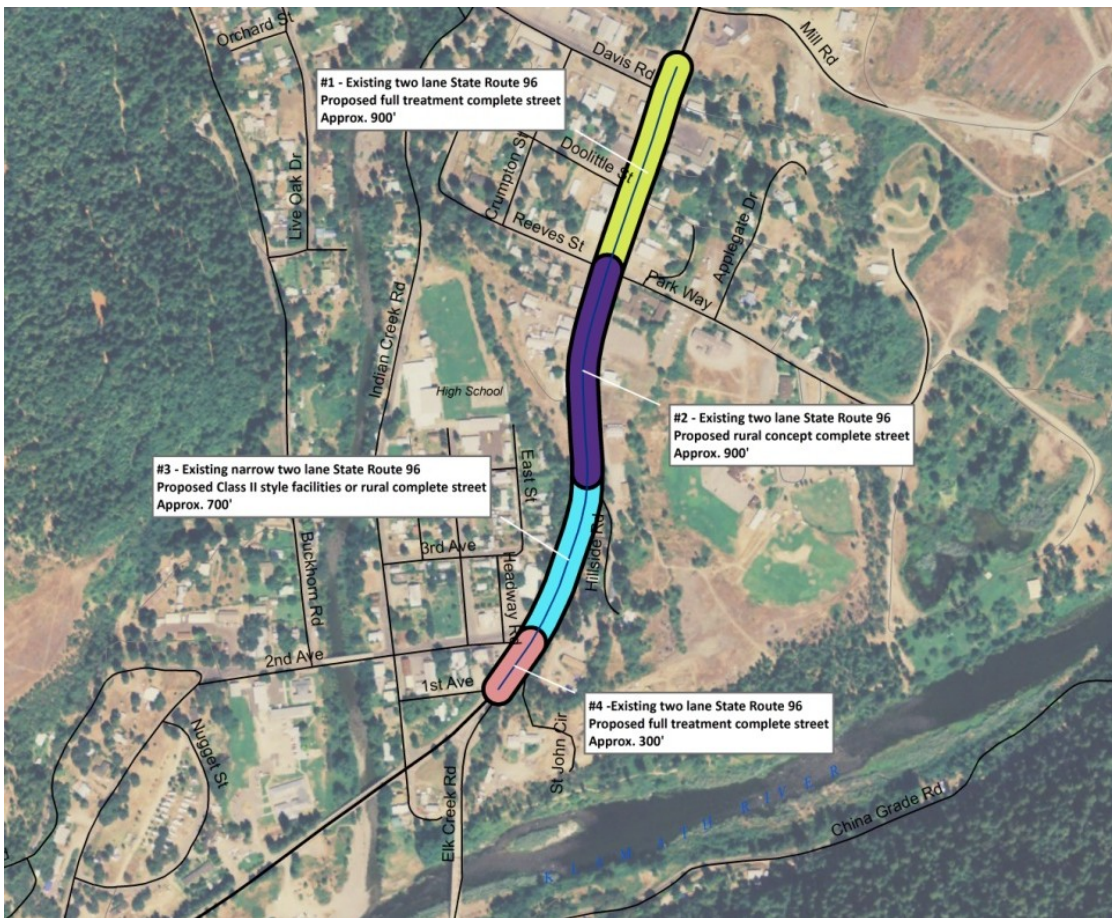 Orchard St
Davis Rd
Mill Rd
#1 - Existing two lane State Route 96
Proposed full treatment complete street
Approx. 900'
Crumpton St
Doolittle St
Live Oak Dr
Reeves St
Applegate Dr
Park Way
Indian Creek Rd
High School
#2 - Existing two lane State Route 96
Proposed rural concept complete street
Approx. 900'
#3 - Existing narrow two lane State Route 96
Proposed Class II style facilities or rural complete street
Approx. 700'
East St
Hillside Rd
3rd Ave
Headway Rd
Buckhorn Rd
2nd Ave
1st Ave
#4 -Existing two lane State Route 96
Proposed full treatment complete street
Approx. 300'
Nugget St
St John Cir
Elk Creek Rd
KLAMATH RIVER
China Grade Rd